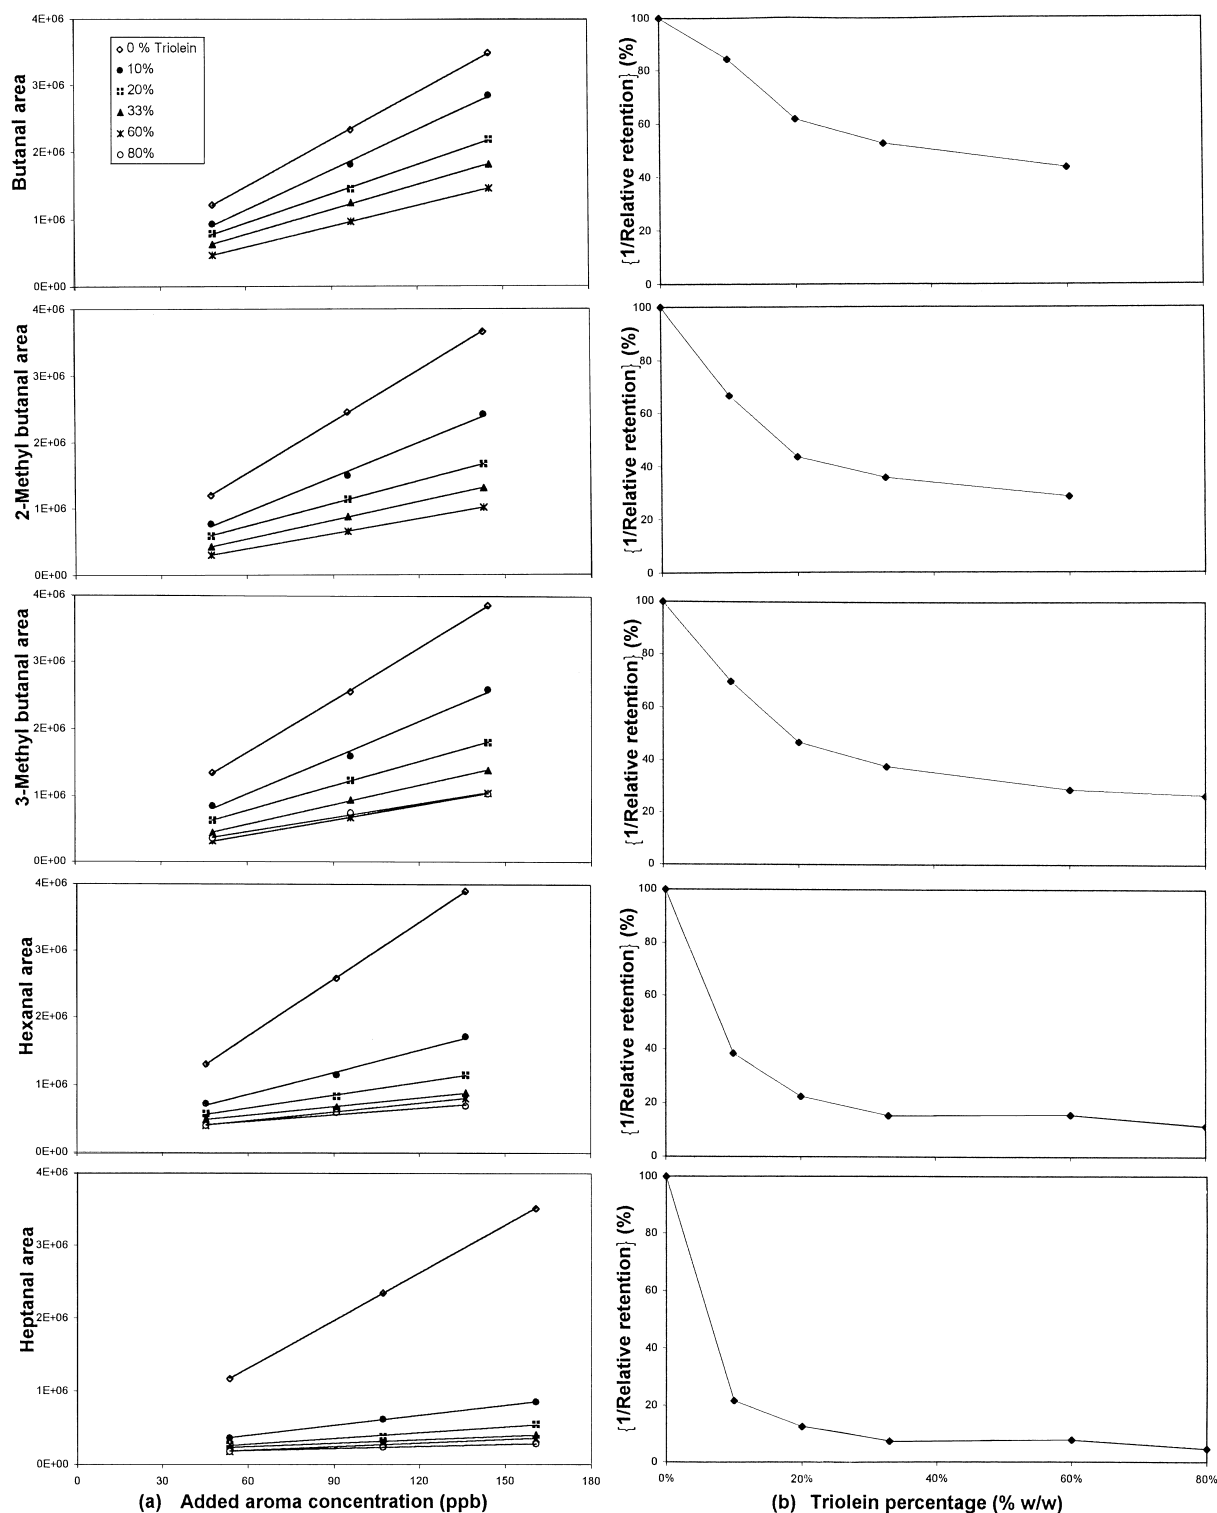 Butanal area
4E+06
3E+06
2E+06
1E+06
0E+00
0 % Triolein
10%
20%
33%
60%
80%
{1/Relative retention} (%)
100
80
60
40
20
0
2-Methyl butanal area
4E+06
3E+06
2E+06
1E+06
0E+00
{1/Relative retention} (%)
100
80
60
40
20
0
3-Methyl butanal area
4E+06
3E+06
2E+06
1E+06
0E+00
{1/Relative retention} (%)
100
80
60
40
20
0
Hexanal area
4E+06
3E+06
2E+06
1E+06
0E+00
{1/Relative retention} (%)
100
80
60
40
20
0
Heptanal area
4E+06
3E+06
2E+06
1E+06
0E+00
0 30 60 90 120 150 180
(a) Added aroma concentration (ppb)
{1/Relative retention} (%)
100
80
60
40
20
0
0% 20% 40% 60% 80%
(b) Triolein percentage (% w/w)